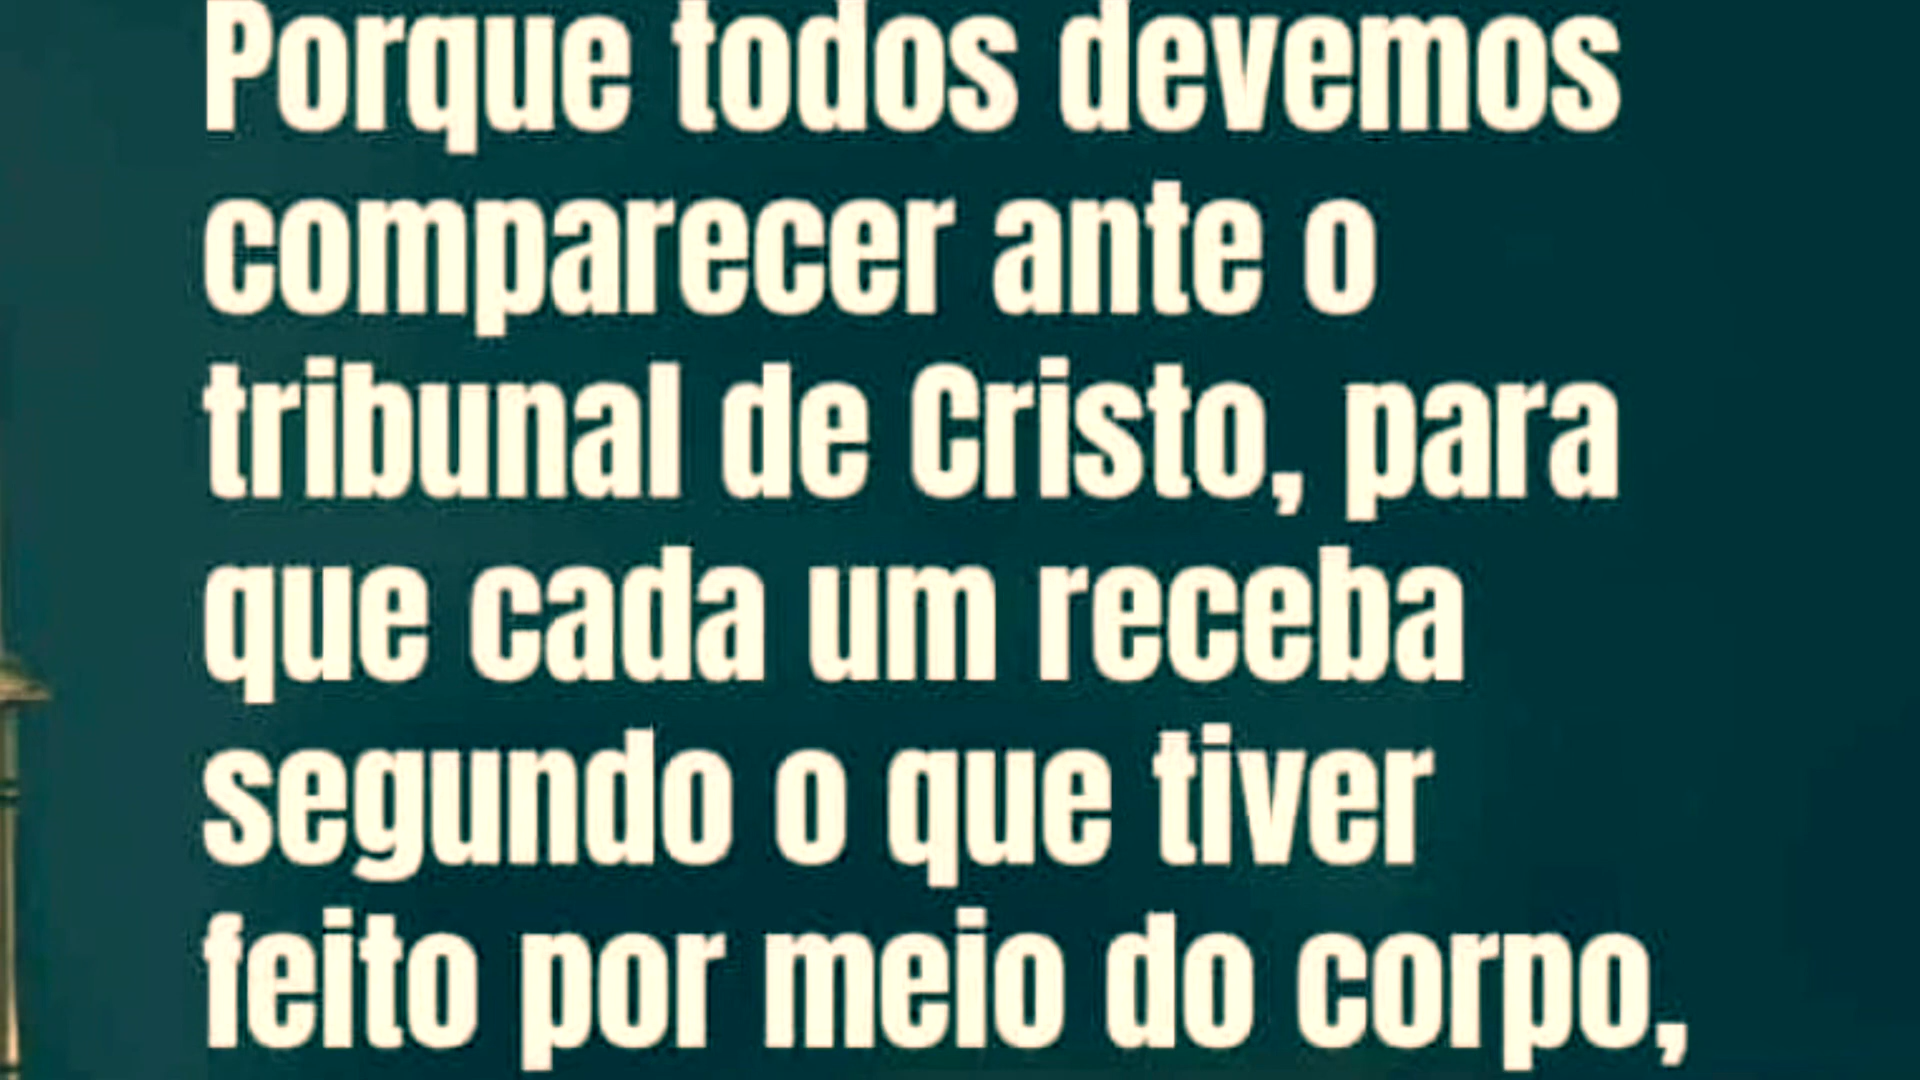 Porque todos devemos
comparecer ante o
tribunal de Cristo, para
que cada um receba
segundo o que tiver
feito por meio do corpo,